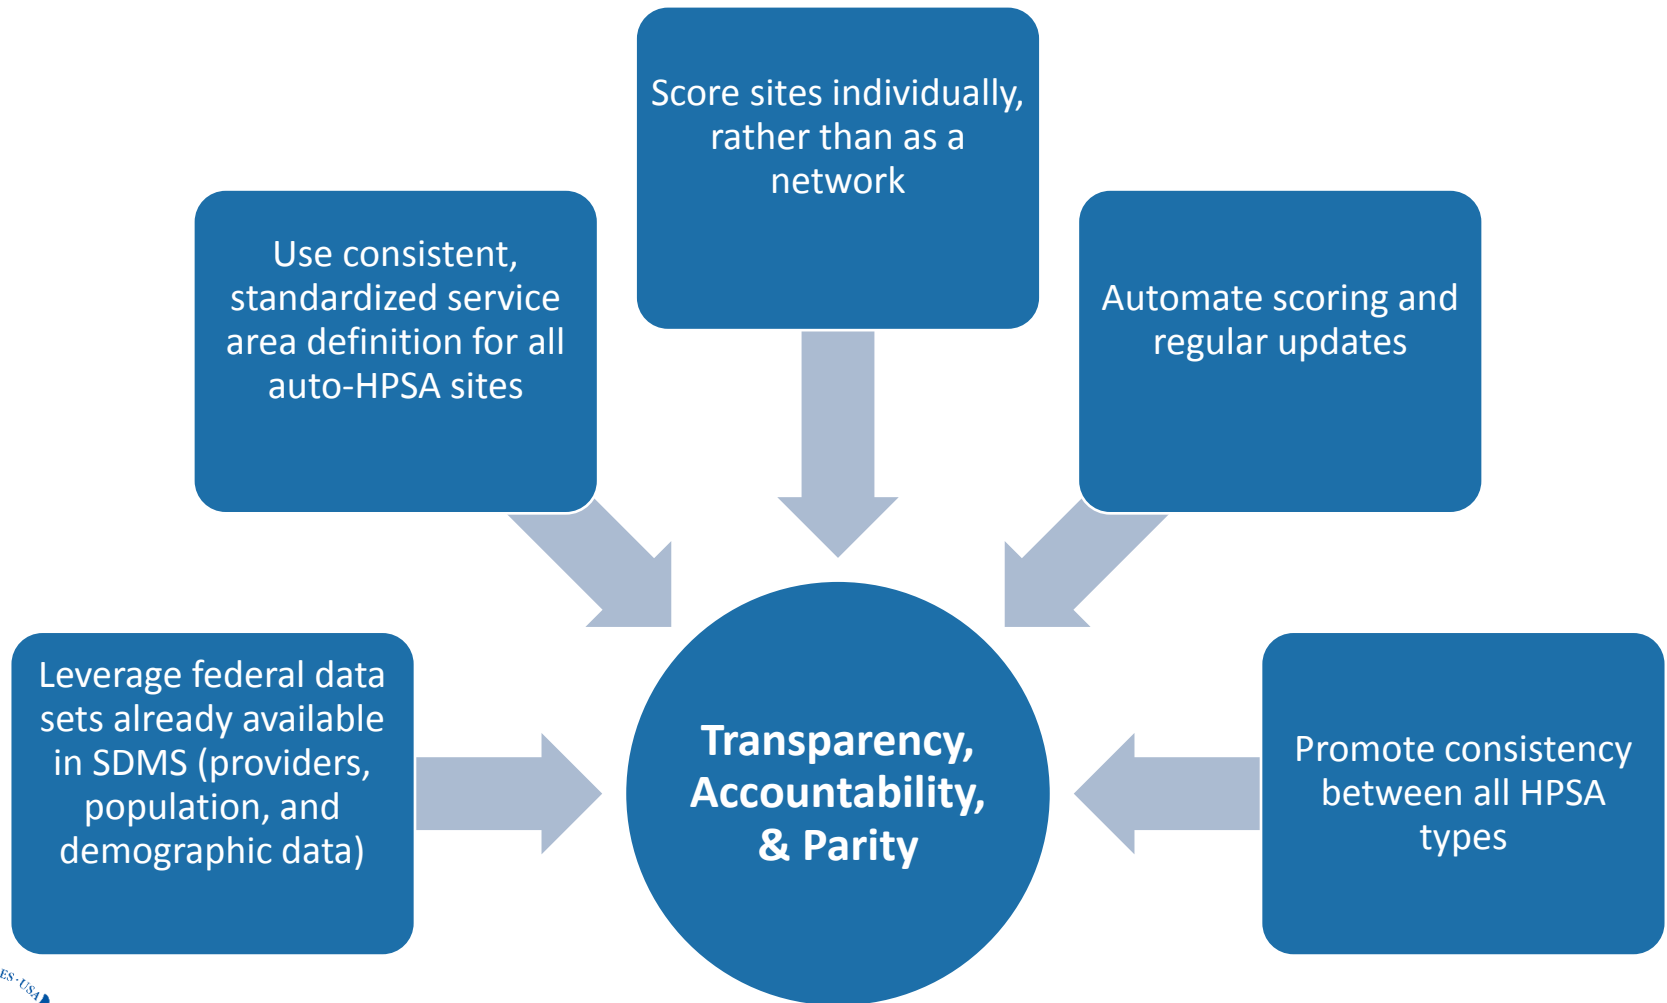 Score sites individually,
rather than as a
network
Use consistent,
standardized service
area definition for all
auto-HPSA sites
Automate scoring and
regular updates
Leverage federal data
sets already available
in SDMS (providers,
population, and
demographic data)
Transparency,
Accountability,
& Parity
Promote consistency
between all HPSA
types
ES·USA